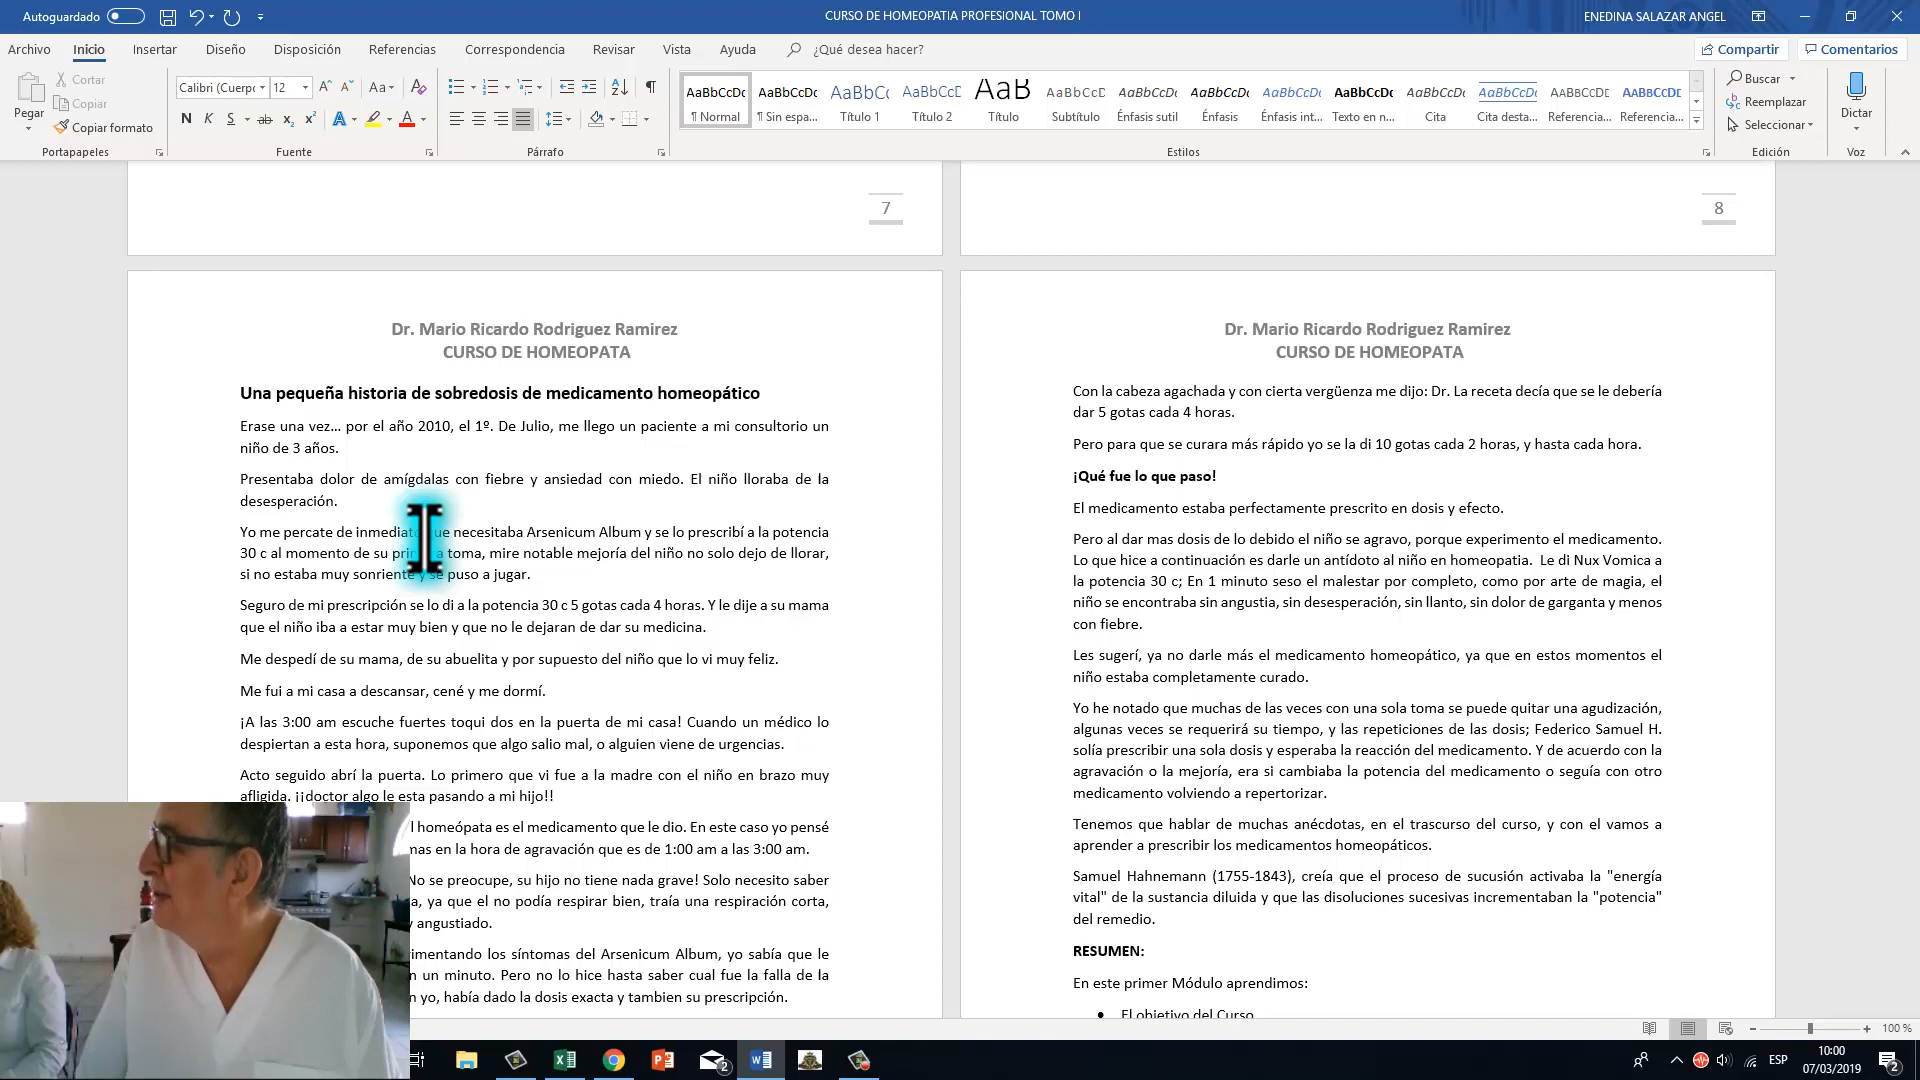 Autoguardado
CURSO DE HOMEOPATIA PROFESIONAL TOMO I
ENEDINA SALAZAR ANGEL
Archivo Inicio Insertar Diseño Disposición Referencias Correspondencia Revisar Vista Ayuda ¿Qué desea hacer? Compartir Comentarios
Pegar
Cortar
Copiar
Copiar formato
Portapapeles
Calibri (Cuerpo 12
N K S ab
Fuente
Párrafo
AaBbCcDc AaBbCcDc AaBbCc AaBbCcD AaB AaBbCcD AaBbCcDc AaBbCcDc AaBbCcDc AaBbCcDc AaBbCcDc AaBbCcDc AABBCCDE AABBCCDE
¶ Normal ¶ Sin espa... Título 1 Título 2 Título Subtítulo Énfasis sutil Énfasis Énfasis int... Texto en n... Cita Cita desta... Referencia... Referencia...
Estilos
Buscar
Reemplazar
Seleccionar
Edición
Dictar
Voz
7
8
Dr. Mario Ricardo Rodriguez Ramirez
CURSO DE HOMEOPATA
Una pequeña historia de sobredosis de medicamento homeopático
Erase una vez... por el año 2010, el 1º. De Julio, me llego un paciente a mi consultorio un
niño de 3 años.
Presentaba dolor de amígdalas con fiebre y ansiedad con miedo. El niño lloraba de la
desesperación.
Yo me percate de inmediato que necesitaba Arsenicum Album y se lo prescribí a la potencia
30 c al momento de su primera toma, mire notable mejoría del niño no solo dejo de llorar,
si no estaba muy sonriente y se puso a jugar.
Seguro de mi prescripción se lo di a la potencia 30 c 5 gotas cada 4 horas. Y le dije a su mama
que el niño iba a estar muy bien y que no le dejaran de dar su medicina.
Me despedí de su mama, de su abuelita y por supuesto del niño que lo vi muy feliz.
Me fui a mi casa a descansar, cené y me dormí.
¡A las 3:00 am escuche fuertes toqui dos en la puerta de mi casa! Cuando un médico lo
despiertan a esta hora, suponemos que algo salio mal, o alguien viene de urgencias.
Acto seguido abrí la puerta. Lo primero que vi fue a la madre con el niño en brazo muy
afligida. ¡¡doctor algo le esta pasando a mi hijo!!
l homeópata es el medicamento que le dio. En este caso yo pensé
mas en la hora de agravación que es de 1:00 am a las 3:00 am.
No se preocupe, su hijo no tiene nada grave! Solo necesito saber
a, ya que el no podía respirar bien, traía una respiración corta,
y angustiado.
imentando los síntomas del Arsenicum Album, yo sabía que le
n un minuto. Pero no lo hice hasta saber cual fue la falla de la
n yo, había dado la dosis exacta y tambien su prescripción.
Dr. Mario Ricardo Rodriguez Ramirez
CURSO DE HOMEOPATA
Con la cabeza agachada y con cierta vergüenza me dijo: Dr. La receta decía que se le debería
dar 5 gotas cada 4 horas.
Pero para que se curara más rápido yo se la di 10 gotas cada 2 horas, y hasta cada hora.
¡Qué fue lo que paso!
El medicamento estaba perfectamente prescrito en dosis y efecto.
Pero al dar mas dosis de lo debido el niño se agravo, porque experimento el medicamento.
Lo que hice a continuación es darle un antídoto al niño en homeopatia. Le di Nux Vomica a
la potencia 30 c; En 1 minuto seso el malestar por completo, como por arte de magia, el
niño se encontraba sin angustia, sin desesperación, sin llanto, sin dolor de garganta y menos
con fiebre.
Les sugerí, ya no darle más el medicamento homeopático, ya que en estos momentos el
niño estaba completamente curado.
Yo he notado que muchas de las veces con una sola toma se puede quitar una agudización,
algunas veces se requerirá su tiempo, y las repeticiones de las dosis; Federico Samuel H.
solía prescribir una sola dosis y esperaba la reacción del medicamento. Y de acuerdo con la
agravación o la mejoría, era si cambiaba la potencia del medicamento o seguía con otro
medicamento volviendo a repertorizar.
Tenemos que hablar de muchas anécdotas, en el trascurso del curso, y con el vamos a
aprender a prescribir los medicamentos homeopáticos.
Samuel Hahnemann (1755-1843), creía que el proceso de sucusión activaba la "energía
vital" de la sustancia diluida y que las disoluciones sucesivas incrementaban la "potencia"
del remedio.
RESUMEN:
En este primer Módulo aprendimos:
• El objetivo del Curso
100 %
ESP
10:00
07/03/2019
2
2